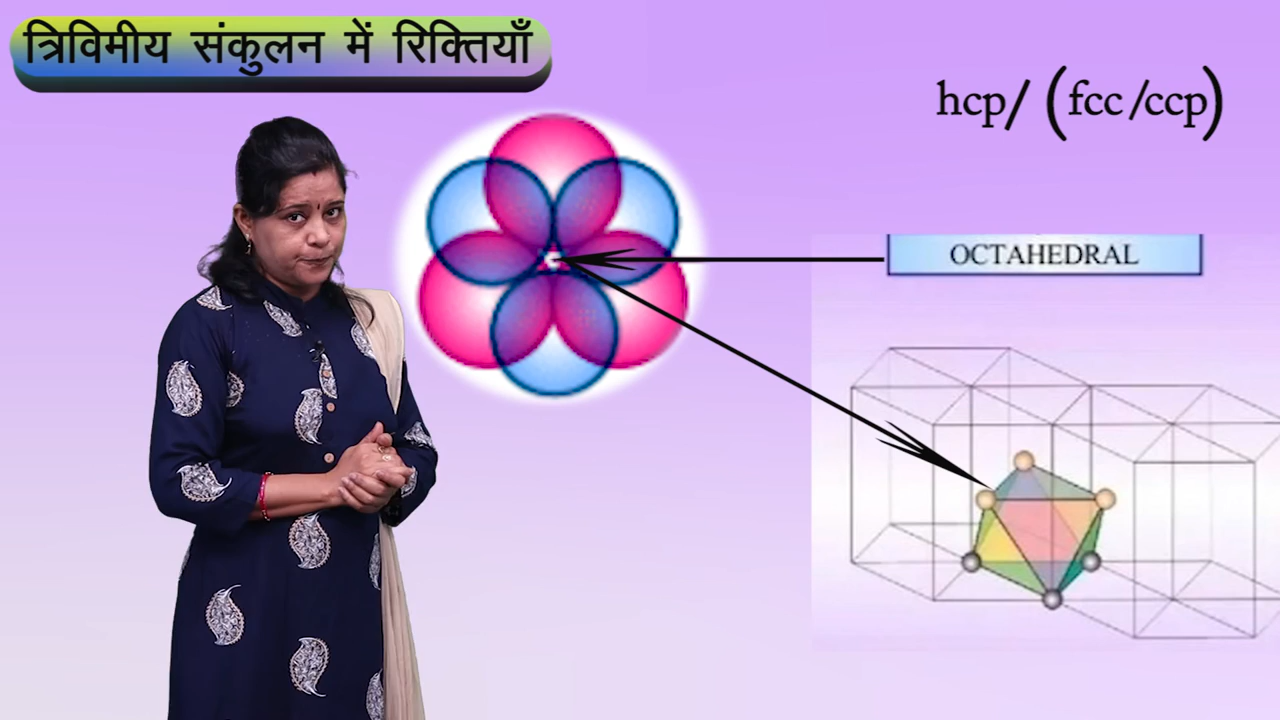 त्रिविमीय संकुलन में रिक्तियाँ
hcp/ (fcc/ccp)
OCTAHEDRAL